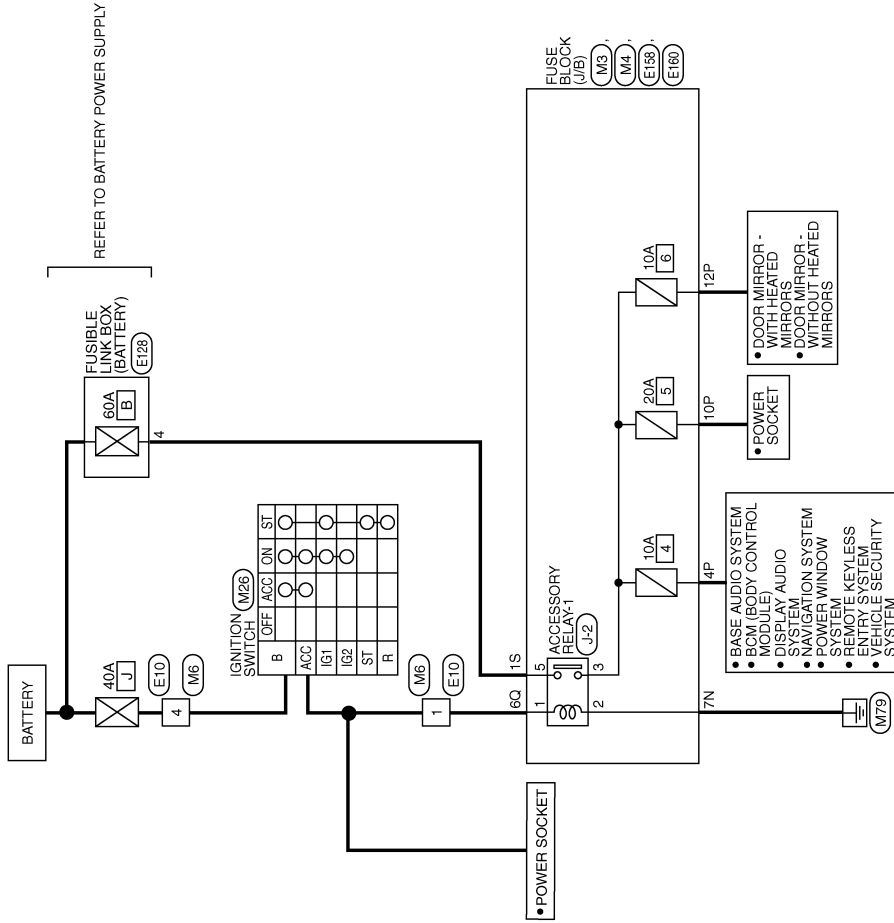 REFER TO BATTERY POWER SUPPLY
BATTERY
40A
J
E10
4
M6
FUSIBLE
LINK BOX
(BATTERY)
E128
60A
B
4
IGNITION
SWITCH
M26
OFF
ACC
ON
ST
B
ACC
IG1
IG2
ST
R
M6
1
E10
• POWER SOCKET
6Q
1S
1
5
ACCESSORY
RELAY-1
J-2
2
3
FUSE
BLOCK
(J/B)
M3 ,
M4 ,
E158 ,
E160
10A
4
20A
5
10A
6
7N
4P
10P
12P
M79
• BASE AUDIO SYSTEM
• BCM (BODY CONTROL
MODULE)
• DISPLAY AUDIO
SYSTEM
• NAVIGATION SYSTEM
• POWER WINDOW
SYSTEM
• REMOTE KEYLESS
ENTRY SYSTEM
• VEHICLE SECURITY
SYSTEM
• POWER
SOCKET
• DOOR MIRROR -
WITH HEATED
MIRRORS
• DOOR MIRROR -
WITHOUT HEATED
MIRRORS